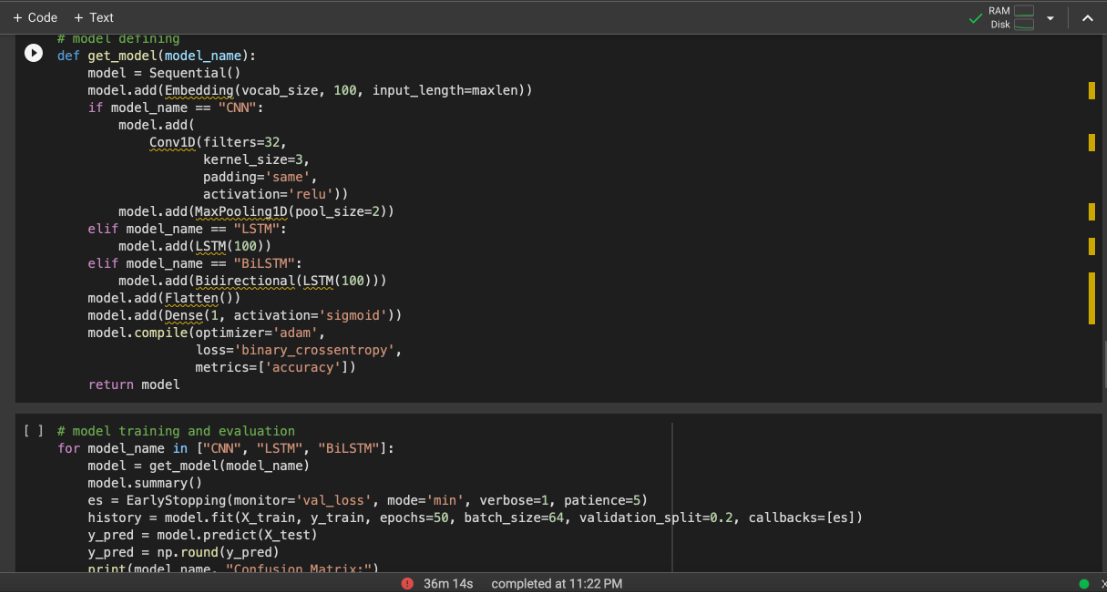 + Code + Text
RAM
Disk
# model defining
def get_model(model_name):
    model = Sequential()
    model.add(Embedding(vocab_size, 100, input_length=maxlen))
    if model_name == "CNN":
        model.add(
            Conv1D(filters=32,
                   kernel_size=3,
                   padding='same',
                   activation='relu'))
        model.add(MaxPooling1D(pool_size=2))
    elif model_name == "LSTM":
        model.add(LSTM(100))
    elif model_name == "BiLSTM":
        model.add(Bidirectional(LSTM(100)))
    model.add(Flatten())
    model.add(Dense(1, activation='sigmoid'))
    model.compile(optimizer='adam',
                  loss='binary_crossentropy',
                  metrics=['accuracy'])
    return model
[ ] # model training and evaluation
for model_name in ["CNN", "LSTM", "BiLSTM"]:
    model = get_model(model_name)
    model.summary()
    es = EarlyStopping(monitor='val_loss', mode='min', verbose=1, patience=5)
    history = model.fit(X_train, y_train, epochs=50, batch_size=64, validation_split=0.2, callbacks=[es])
    y_pred = model.predict(X_test)
    y_pred = np.round(y_pred)
    print(model_name, "Confusion Matrix:")
36m 14s completed at 11:22 PM